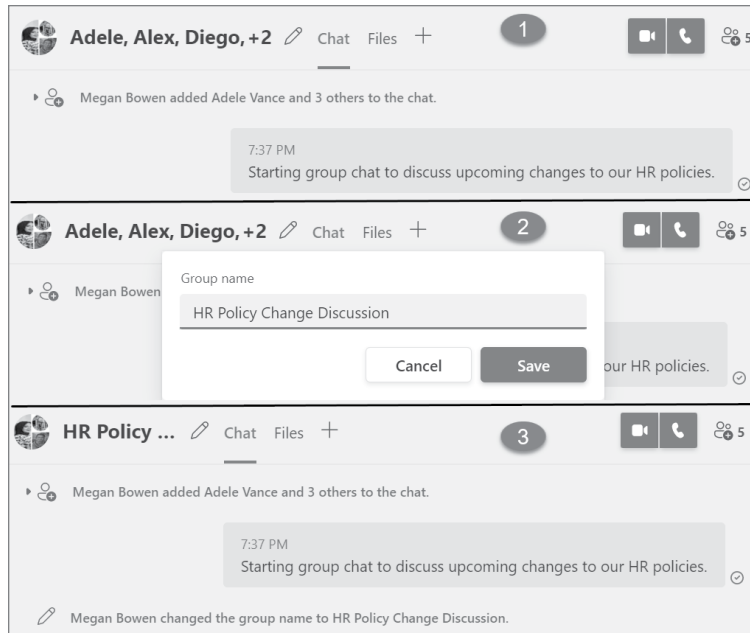 Adele, Alex, Diego, +2 Chat Files 1 5
Megan Bowen added Adele Vance and 3 others to the chat.
7:37 PM
Starting group chat to discuss upcoming changes to our HR policies.
Adele, Alex, Diego, +2 Chat Files 2 5
Megan Bowen
Group name
HR Policy Change Discussion
Cancel Save our HR policies.
HR Policy ... Chat Files 3 5
Megan Bowen added Adele Vance and 3 others to the chat.
7:37 PM
Starting group chat to discuss upcoming changes to our HR policies.
Megan Bowen changed the group name to HR Policy Change Discussion.